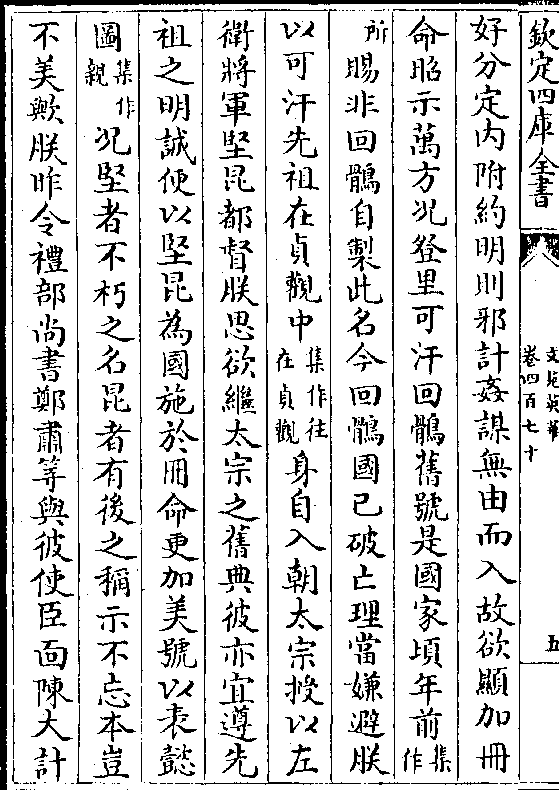 欽定四庫全書
文苑英華
卷四百七十
五
好分定内附約明則邪計姦謀無由而入故欲顯加冊
命昭示萬方况登里可汗回鶻舊號是國家頃年前集作
所賜非回鶻自製此名今回鶻國已破亡理當嫌避朕
以可汗先祖在貞觀中集作往在貞觀身自入朝太宗授以左
衛將軍堅昆都督朕思欲繼太宗之舊典彼亦宜遵先
祖之明誠便以堅昆為國施於冊命更加美號以表懿
圖集作親况堅者不朽之名昆者有後之稱示不忘本豈
不美歟朕昨令禮部尚書鄭肅等與彼使臣面陳大計